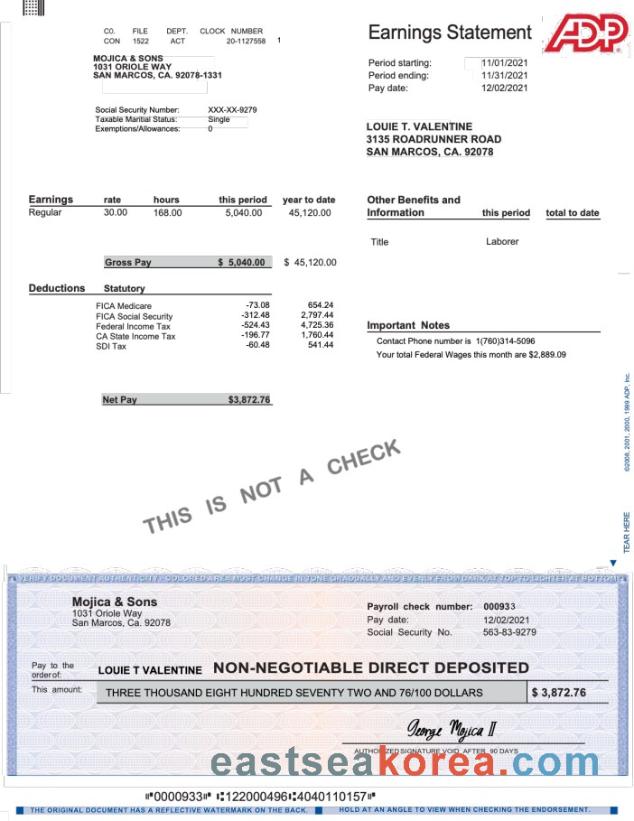 CO. FILE DEPT. CLOCK NUMBER
CON 1522 ACT 20-1127558 1
MOJICA & SONS
1031 ORIOLE WAY
SAN MARCOS, CA. 92078-1331
Social Security Number: XXX-XX-9279
Taxable Maritial Status: Single
Exemptions/Allowances: 0
Earnings Statement
ADP
Period starting: 11/01/2021
Period ending: 11/31/2021
Pay date: 12/02/2021
LOUIE T. VALENTINE
3135 ROADRUNNER ROAD
SAN MARCOS, CA. 92078
Earnings rate hours this period year to date
Regular 30.00 168.00 5,040.00 45,120.00
Gross Pay $ 5,040.00 $ 45,120.00
Deductions Statutory
FICA Medicare -73.08 654.24
FICA Social Security -312.48 2,797.44
Federal Income Tax -524.43 4,725.36
CA State Income Tax -196.77 1,760.44
SDI Tax -60.48 541.44
Net Pay $3,872.76
Other Benefits and
Information this period total to date
Title Laborer
Important Notes
Contact Phone number is 1(760)314-5096
Your total Federal Wages this month are $2,889.09
©2008, 2001, 2000, 1999 ADP, Inc.
THIS IS NOT A CHECK
TEAR HERE
VERIFY DOCUMENT AUTHENTICITY - COLORED AREA MUST CHANGE IN TONE GRADUALLY AND EVENLY FROM DARK AT TOP TO LIGHTER AT BOTTOM
Mojica & Sons
1031 Oriole Way
San Marcos, Ca. 92078
Payroll check number: 000933
Pay date: 12/02/2021
Social Security No. 563-83-9279
Pay to the
order of: LOUIE T VALENTINE NON-NEGOTIABLE DIRECT DEPOSITED
This amount: THREE THOUSAND EIGHT HUNDRED SEVENTY TWO AND 76/100 DOLLARS $ 3,872.76
George Mojica II
AUTHORIZED SIGNATURE VOID AFTER 90 DAYS
eastseakorea.com
⑈0000933⑈ ⑆122000496⑆4040110157⑈
THE ORIGINAL DOCUMENT HAS A REFLECTIVE WATERMARK ON THE BACK. HOLD AT AN ANGLE TO VIEW WHEN CHECKING THE ENDORSEMENT.